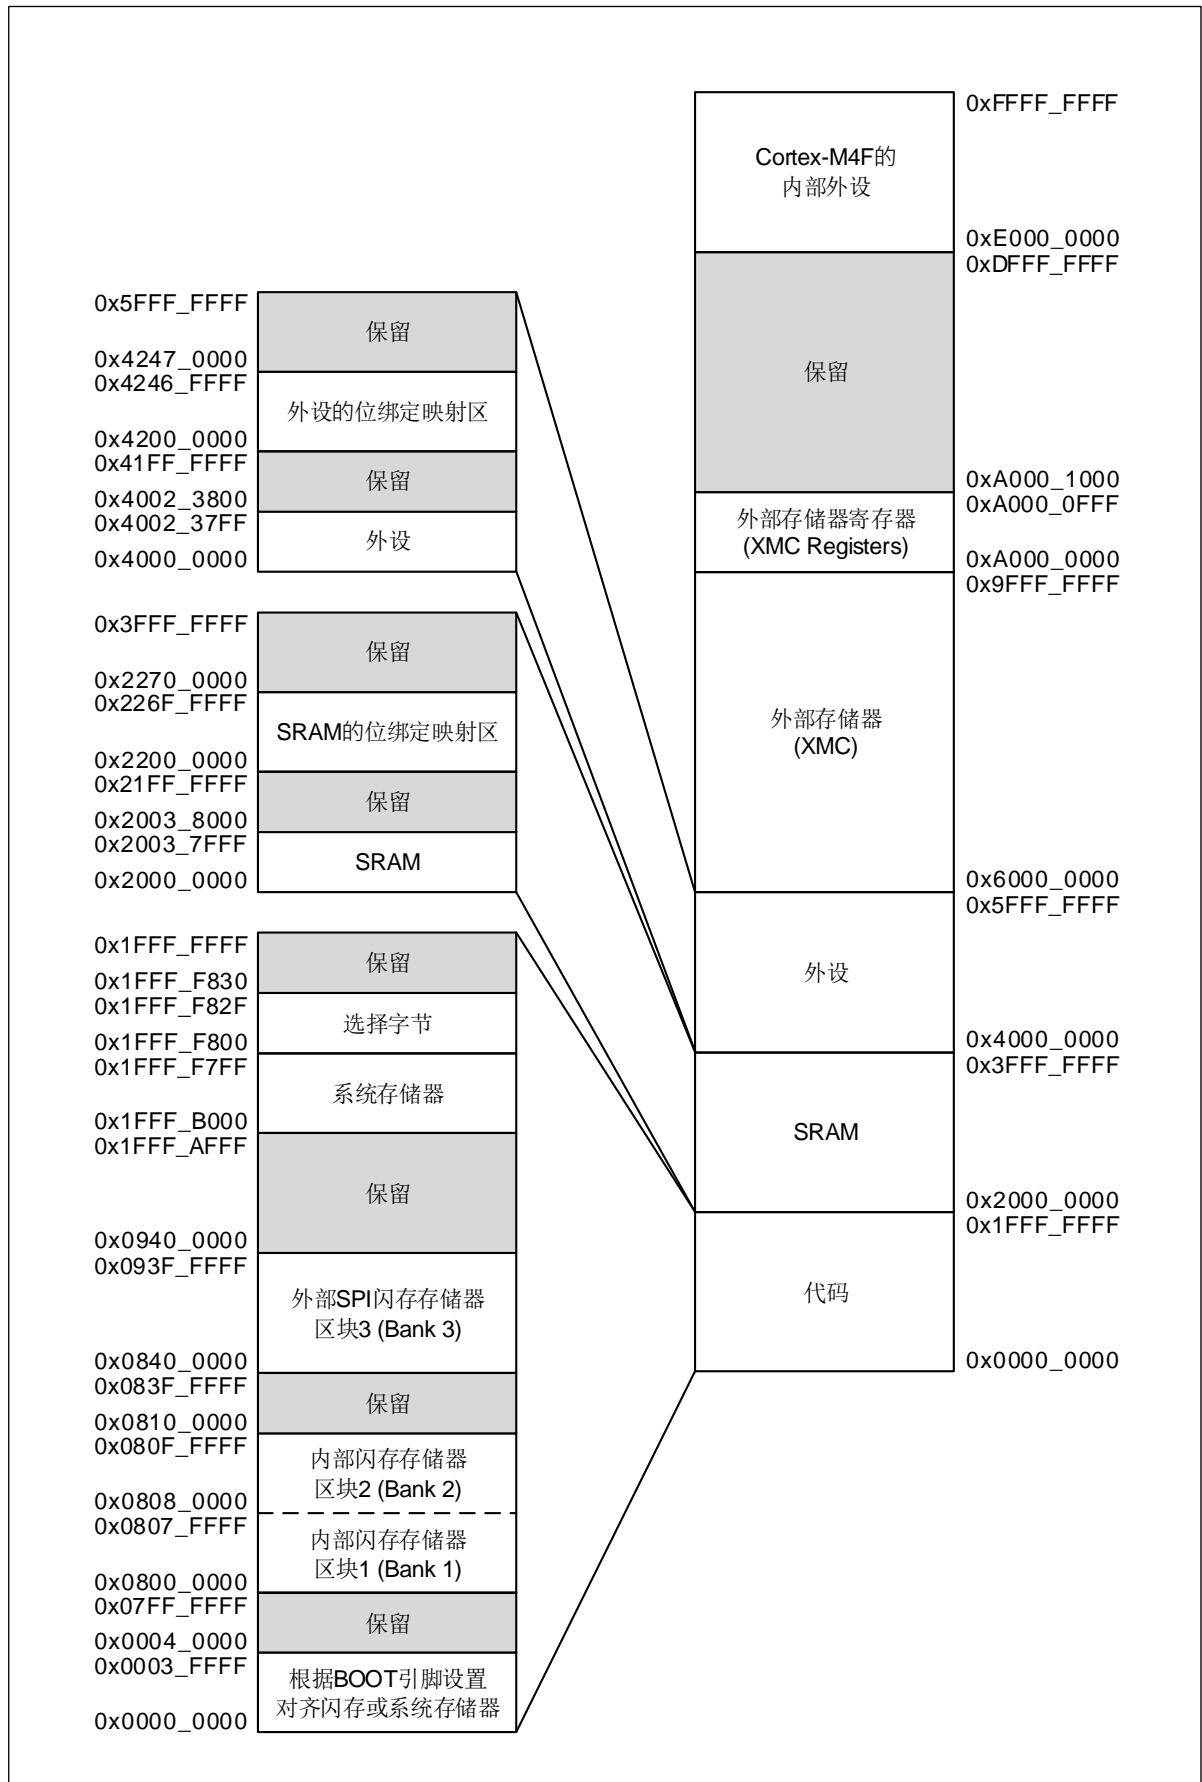 0xFFFF_FFFF
Cortex-M4F的
内部外设
0xE000_0000
0xDFFF_FFFF
保留
0xA000_1000
0xA000_0FFF
外部存储器寄存器
(XMC Registers)
0xA000_0000
0x9FFF_FFFF
外部存储器
(XMC)
0x6000_0000
0x5FFF_FFFF
外设
0x4000_0000
0x3FFF_FFFF
SRAM
0x2000_0000
0x1FFF_FFFF
代码
0x0000_0000
0x5FFF_FFFF
保留
0x4247_0000
0x4246_FFFF
外设的位绑定映射区
0x4200_0000
0x41FF_FFFF
保留
0x4002_3800
0x4002_37FF
外设
0x4000_0000
0x3FFF_FFFF
保留
0x2270_0000
0x226F_FFFF
SRAM的位绑定映射区
0x2200_0000
0x21FF_FFFF
保留
0x2003_8000
0x2003_7FFF
SRAM
0x2000_0000
0x1FFF_FFFF
保留
0x1FFF_F830
0x1FFF_F82F
选择字节
0x1FFF_F800
0x1FFF_F7FF
系统存储器
0x1FFF_B000
0x1FFF_AFFF
保留
0x0940_0000
0x093F_FFFF
外部SPI闪存存储器
区块3 (Bank 3)
0x0840_0000
0x083F_FFFF
保留
0x0810_0000
0x080F_FFFF
内部闪存存储器
区块2 (Bank 2)
0x0808_0000
0x0807_FFFF
内部闪存存储器
区块1 (Bank 1)
0x0800_0000
0x07FF_FFFF
保留
0x0004_0000
0x0003_FFFF
根据BOOT引脚设置
对齐闪存或系统存储器
0x0000_0000